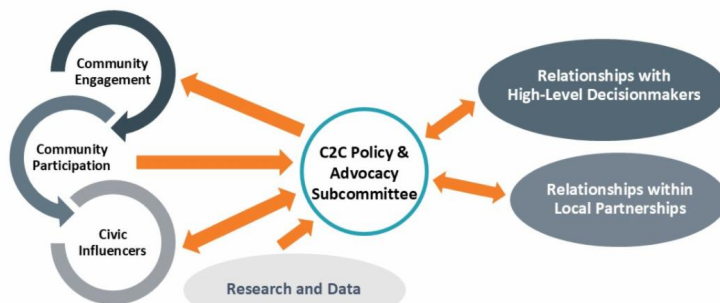 Community
Engagement
Community
Participation
Civic
Influencers
C2C Policy &
Advocacy
Subcommittee
Relationships with
High-Level Decisionmakers
Relationships within
Local Partnerships
Research and Data